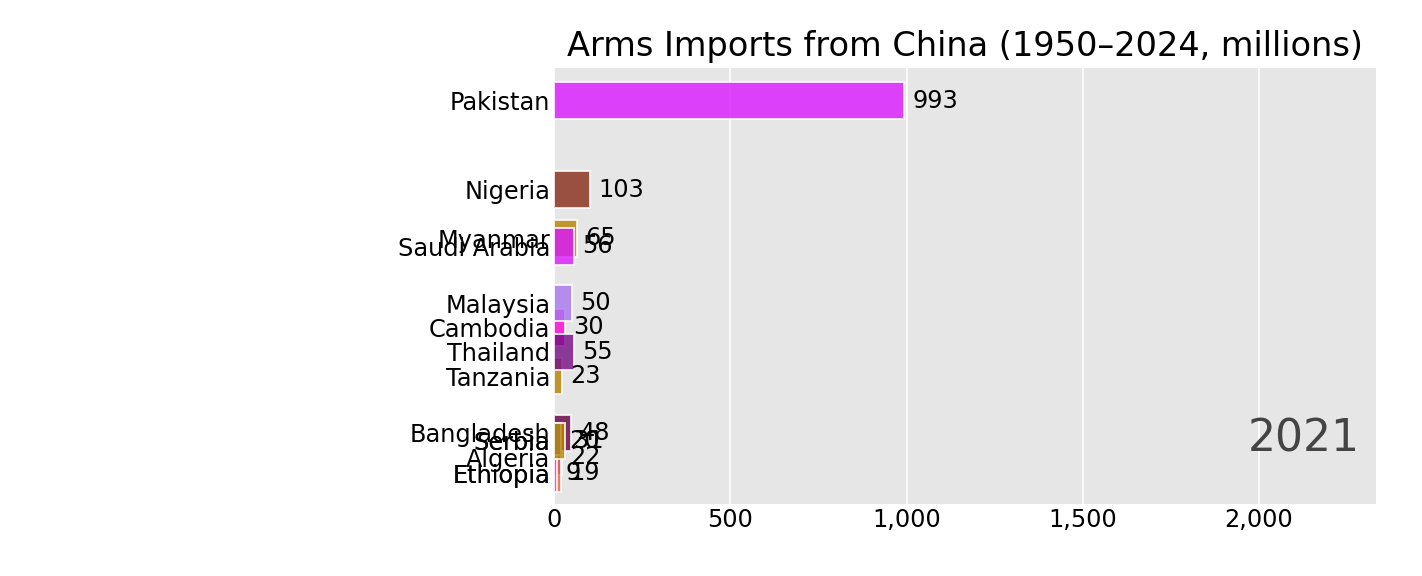 Arms Imports from China (1950–2024, millions)
Pakistan 993
Nigeria 103
Myanmar 65
Saudi Arabia 56
Malaysia 50
Cambodia 30
Thailand 55
Tanzania 23
Bangladesh 48
Serbia
Algeria 22
Ethiopia 19
2021
0 500 1,000 1,500 2,000